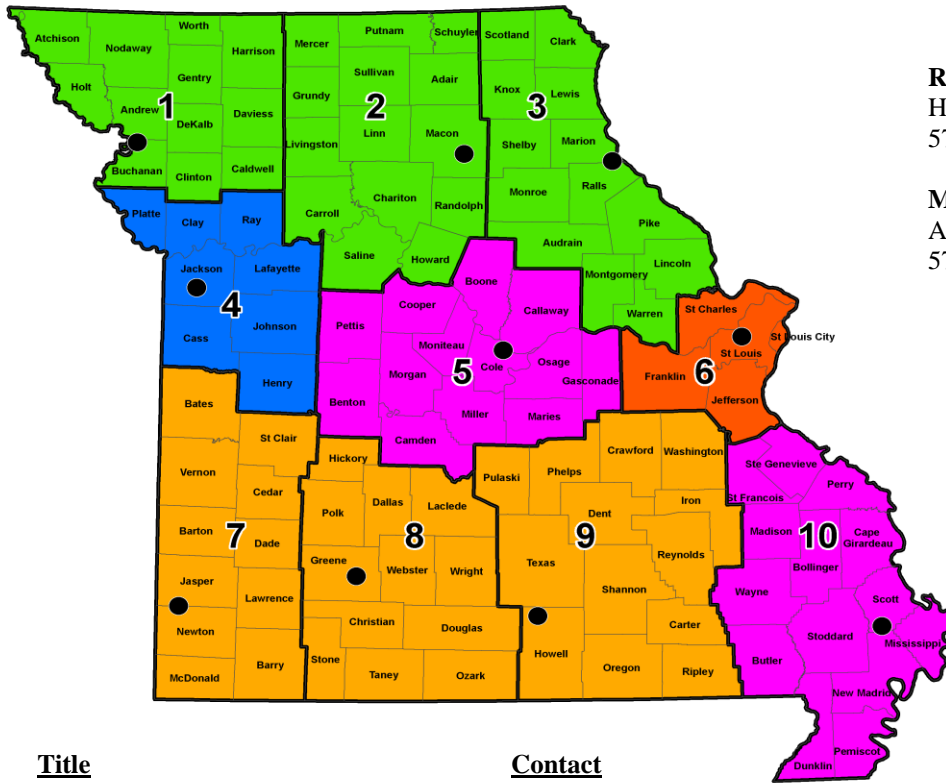 Worth
Putnam
Schuyler
Scotland
Clark
Atchison
Nodaway
Harrison
Mercer
Gentry
Sullivan
Adair
Holt
Knox
Lewis
Grundy
1
2
3
Andrew
DeKalb
Daviess
Linn
Macon
Livingston
Shelby
Marion
Buchanan
Clinton
Caldwell
Chariton
Randolph
Monroe
Ralls
Carroll
Platte
Clay
Ray
Pike
Saline
Howard
Audrain
Jackson
Lafayette
Boone
Montgomery
Lincoln
4
Cooper
Callaway
Warren
St Charles
Cass
Johnson
Pettis
Moniteau
St Louis City
St Louis
Osage
Morgan
5
Cole
Franklin
6
Henry
Gasconade
Benton
Miller
Maries
Jefferson
Bates
Camden
St Clair
Hickory
Crawford
Washington
Ste Genevieve
Vernon
Pulaski
Phelps
Perry
Cedar
Polk
Dallas
Laclede
Iron
St Francois
Barton
7
Dade
8
Dent
9
Madison
10
Cape
Girardeau
Greene
Texas
Reynolds
Jasper
Webster
Wright
Bollinger
Lawrence
Shannon
Wayne
Scott
Newton
Christian
Douglas
Carter
Stoddard
Mississippi
Barry
Stone
Howell
Butler
McDonald
Taney
Ozark
Oregon
Ripley
New Madrid
Pemiscot
Dunklin
R
H
57
M
A
57
Title
Contact